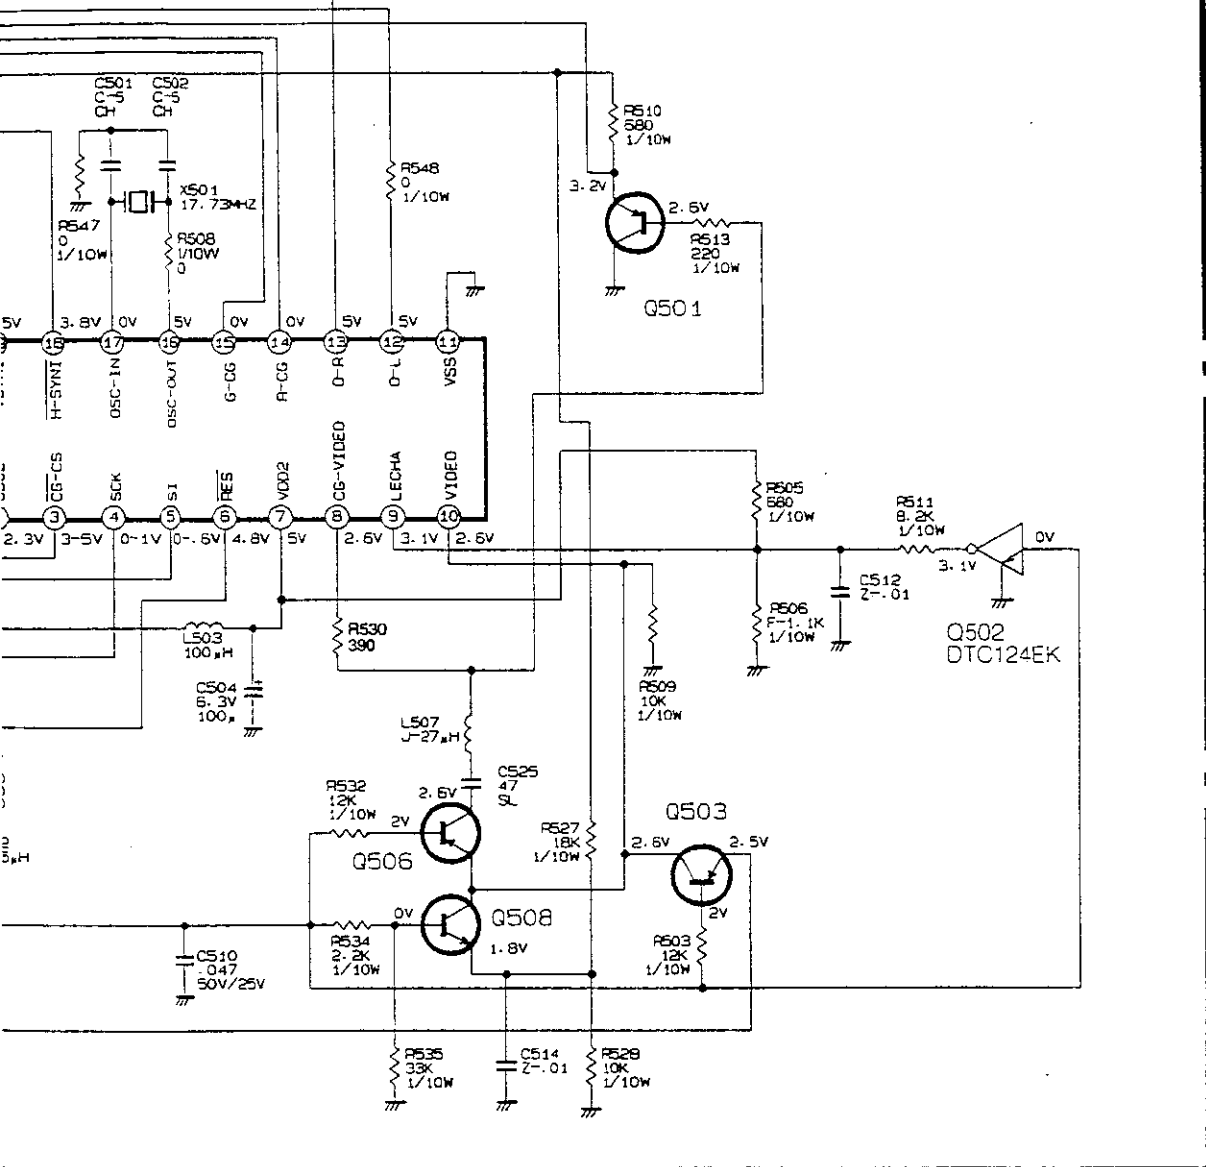 C501 C502
C-5 C-5
CH CH
R510
680
1/10W
R548
0
1/10W
3.2V
X501
17.73MHZ
2.6V
R547
0
1/10W
R508
1/10W
0
R513
220
1/10W
Q501
5V 3.8V 0V 5V 0V 0V 5V 5V
18 17 16 15 14 13 12 11
H-SYNI
OSC-IN
OSC-OUT
G-CG
A-CG
O-R
O-L
VSS
CG-CS
SCK
SI
RES
VDD2
CG-VIDEO
LECHA
VIDEO
3 4 5 6 7 8 9 10
2.3V 3-5V 0-1V 0-.6V 4.8V 5V 2.6V 3.1V 2.6V
R505
680
1/10W
R511
8.2K
1/10W
0V
3.1V
C512
Z-.01
R506
F-1.1K
1/10W
Q502
DTC124EK
R530
390
L503
100μH
C504
6.3V
100μ
+
R509
10K
1/10W
L507
J-27μH
C525
47
SL
R532
12K
1/10W
2.6V
2V
Q506
R527
18K
1/10W
Q503
2.6V 2.5V
2V
5μH
0V
Q508
1.8V
R534
2.2K
1/10W
R503
12K
1/10W
C510
.047
50V/25V
R535
33K
1/10W
C514
Z-.01
R528
10K
1/10W